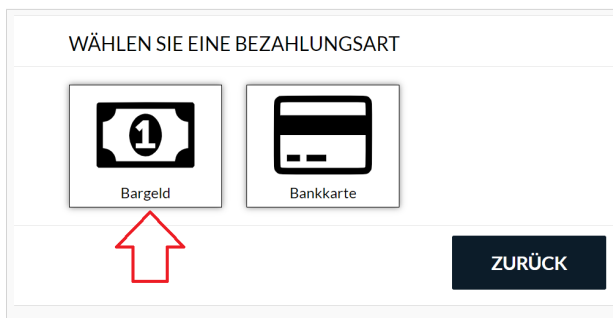 WÄHLEN SIE EINE BEZAHLUNGSART
1
Bargeld
Bankkarte
ZURÜCK